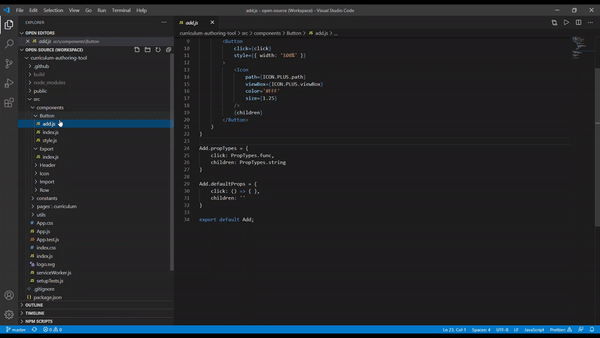 File Edit Selection View Go Run Terminal Help
add.js - open-source (Workspace) - Visual Studio Code
EXPLORER
OPEN EDITORS
add.js src\components\Button
OPEN-SOURCE (WORKSPACE)
curriculum-authoring-tool
.github
build
node_modules
public
src
components
Button
add.js
index.js
style.js
Export
index.js
Header
Icon
Import
Row
constants
pages \ curriculum
utils
App.css
App.js
App.test.js
index.css
index.js
logo.svg
serviceWorker.js
setupTests.js
.gitignore
package.json
OUTLINE
TIMELINE
NPM SCRIPTS
add.js
curriculum-authoring-tool > src > components > Button > add.js > ...
9 <Button
10 click={click}
11 style={{ width: '100%' }}
12 >
13 <Icon
14 path={ICON.PLUS.path}
15 viewBox={ICON.PLUS.viewBox}
16 color="#fff"
17 size={1.25}
18 />
19 {children}
20 </Button>
21 )
22 }
23
24 Add.propTypes = {
25 click: PropTypes.func,
26 children: PropTypes.string
27 }
28
29 Add.defaultProps = {
30 click: () => { },
31 children: ''
32 }
33
34 export default Add;
master 0 0 Ln 23, Col 1 Spaces: 4 UTF-8 LF JavaScript Prettier